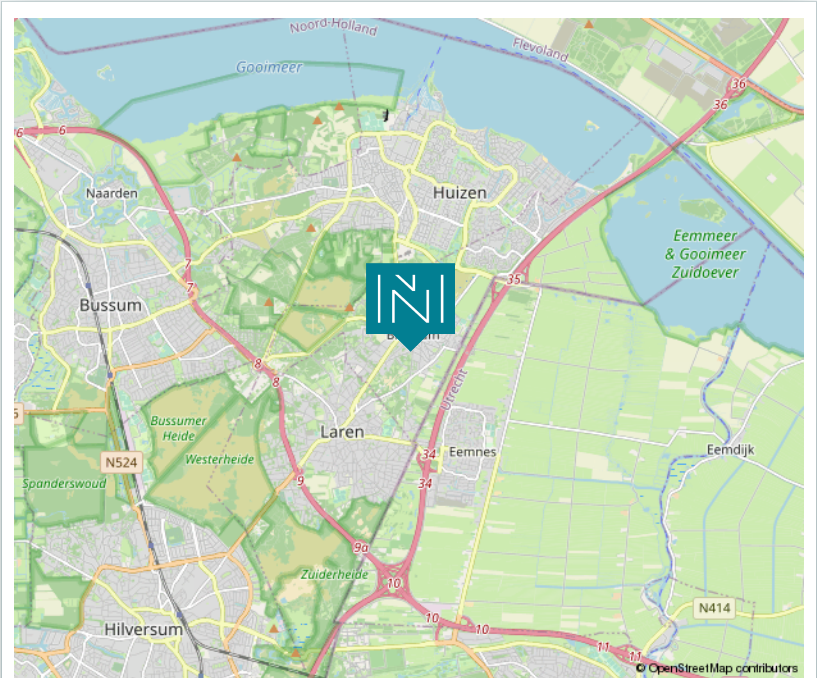 Noord-Holland
Flevoland
Gooimeer
36
36
6
6
Naarden
Huizen
Eemmeer
& Gooimeer
Zuidoever
7
7
35
Bussum
N
8
8
Utrecht
Bussumer
Heide
Laren
Westerheide
34
Eemnes
Eemdijk
N524
Spanderswoud
9
34
9a
Zuiderheide
10
N414
Hilversum
10
10
11
11
© OpenStreetMap contributors